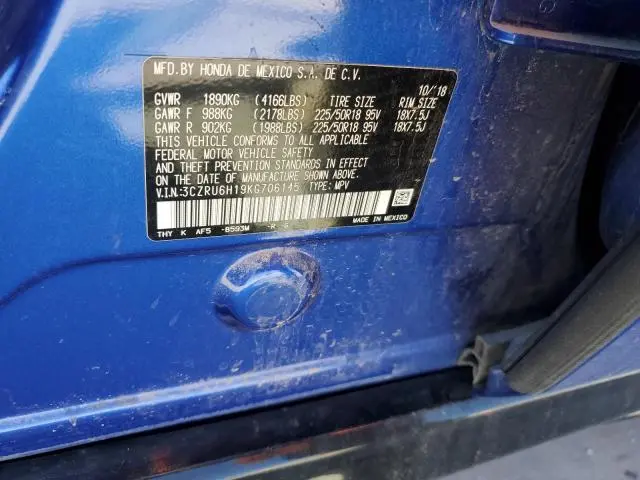 MFD.BY HONDA DE MEXICO S.A. DE C.V.
10/18
GVWR 1890KG (4166LBS) TIRE SIZE RIM SIZE
GAWR F 988KG (2178LBS) 225/50R18 95V 18X7.5J
GAWR R 902KG (1988LBS) 225/50R18 95V 18X7.5J
THIS VEHICLE CONFORMS TO ALL APPLICABLE
FEDERAL MOTOR VEHICLE SAFETY
AND THEFT PREVENTION STANDARDS IN EFFECT
ON THE DATE OF MANUFACTURE SHOWN ABOVE.
V.I.N:3CZRU6H19KG706145 TYPE: MPV
MADE IN MEXICO
THY K AF5 -B593M -R-